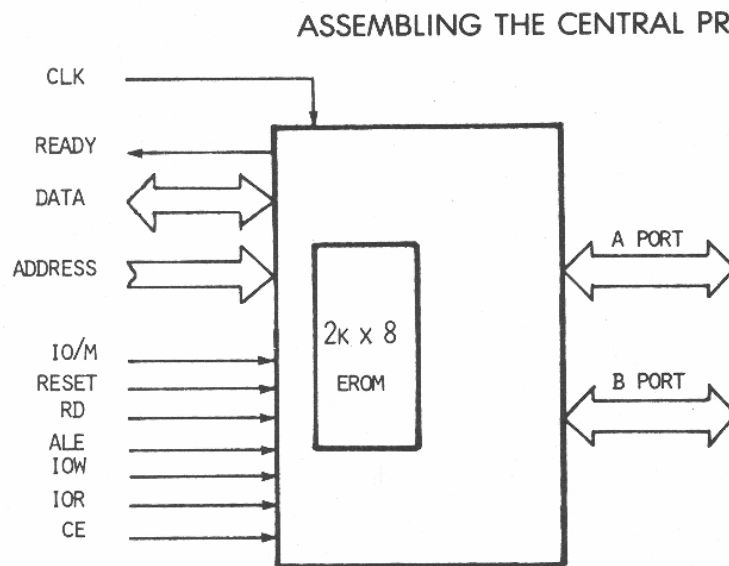 ASSEMBLING THE CENTRAL PR
CLK
READY
DATA
ADDRESS
A PORT
2K X 8
IO/M
RESET
EROM
B PORT
RD
ALE
IOW
IOR
CE